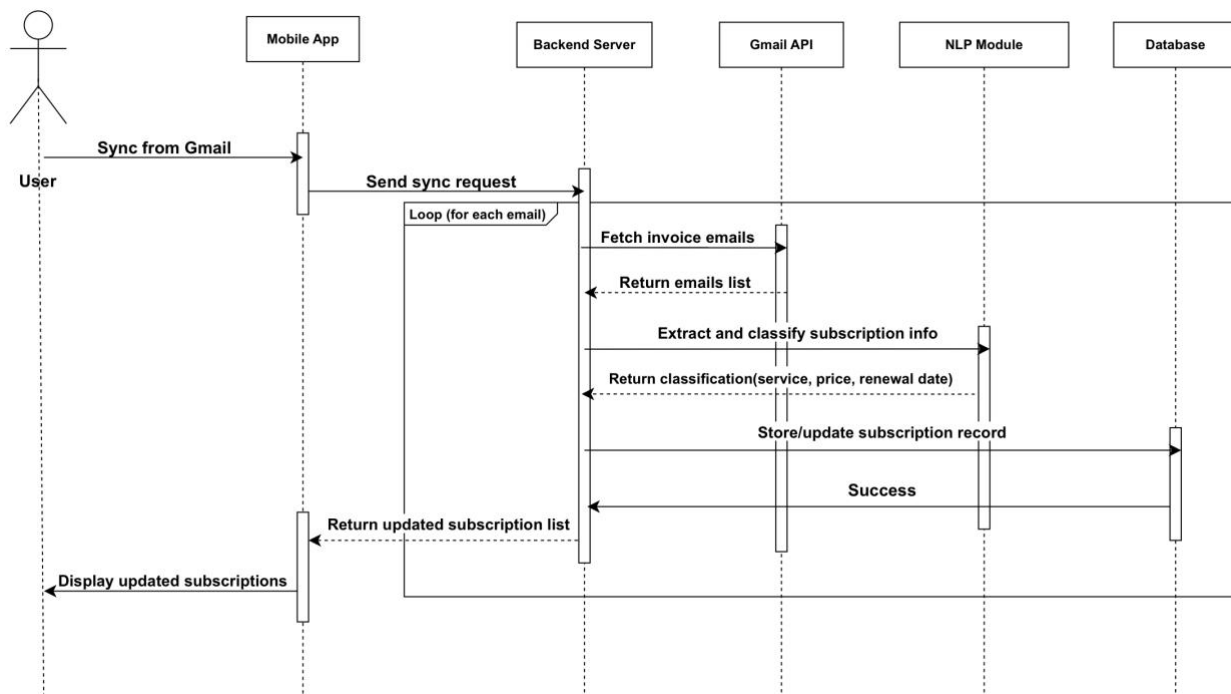 Mobile App
Backend Server
Gmail API
NLP Module
Database
Sync from Gmail
User
Send sync request
Loop (for each email)
Fetch invoice emails
Return emails list
Extract and classify subscription info
Return classification(service, price, renewal date)
Store/update subscription record
Success
Return updated subscription list
Display updated subscriptions